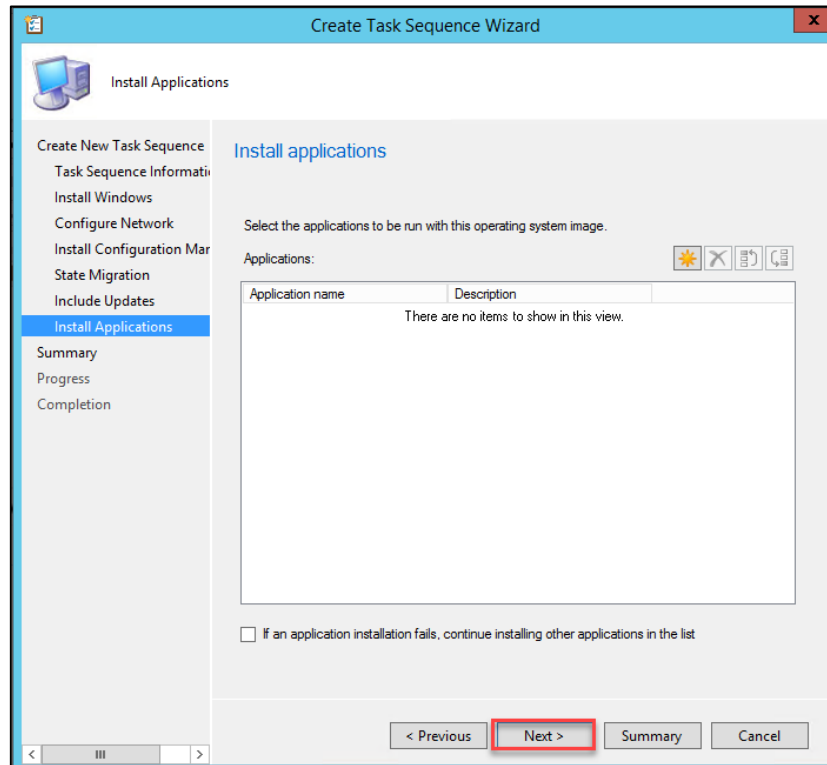 Create Task Sequence Wizard
x
Install Applications
Create New Task Sequence
Task Sequence Informati
Install Windows
Configure Network
Install Configuration Mar
State Migration
Include Updates
Install Applications
Summary
Progress
Completion
Install applications
Select the applications to be run with this operating system image.
Applications:
Application name Description
There are no items to show in this view.
If an application installation fails, continue installing other applications in the list
< Previous Next > Summary Cancel